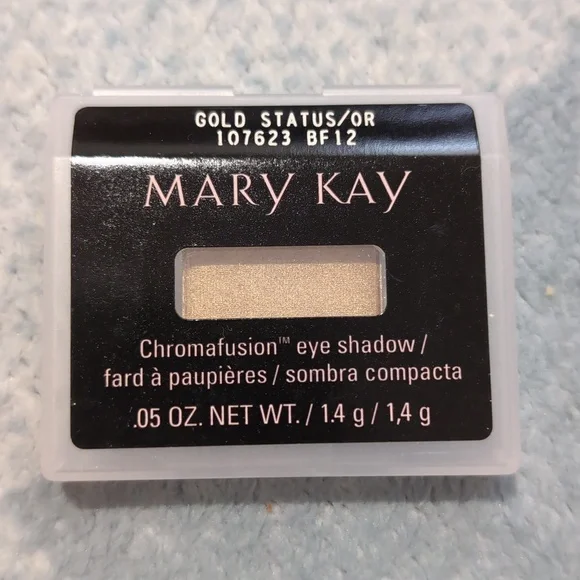 GOLD STATUS/OR
107623 BF12
MARY KAY
Chromafusion™ eye shadow /
fard à paupières / sombra compacta
.05 OZ. NET WT. / 1.4 g / 1,4 g